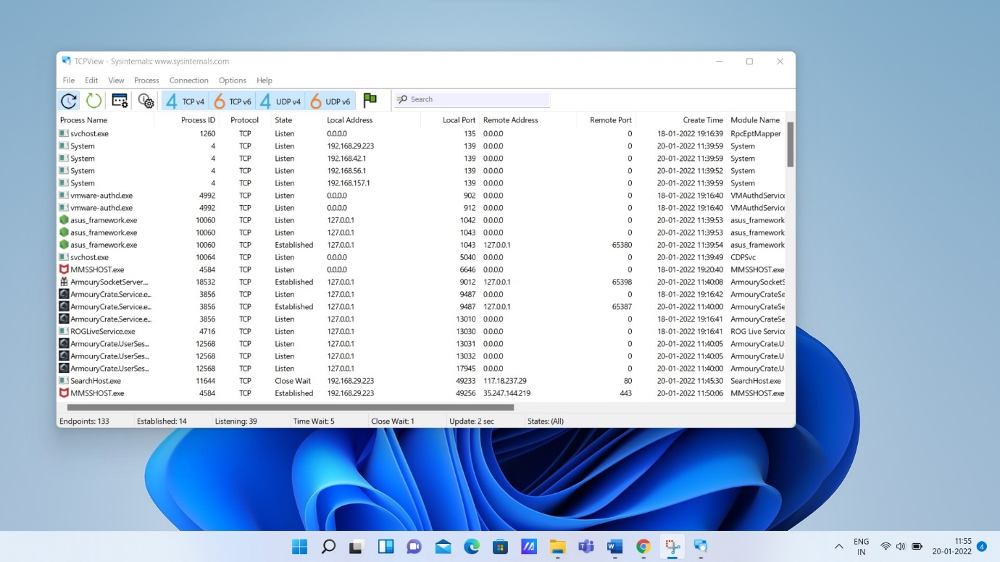 TCPView - Sysinternals: www.sysinternals.com
File Edit View Process Connection Options Help
4 TCP v4 6 TCP v6 4 UDP v4 6 UDP v6 Search
Process Name Process ID Protocol State Local Address Local Port Remote Address Remote Port Create Time Module Name
svchost.exe 1260 TCP Listen 0.0.0.0 135 0.0.0.0 0 18-01-2022 19:16:39 RpcEptMapper
System 4 TCP Listen 192.168.29.223 139 0.0.0.0 0 20-01-2022 11:39:59 System
System 4 TCP Listen 192.168.42.1 139 0.0.0.0 0 20-01-2022 11:39:59 System
System 4 TCP Listen 192.168.56.1 139 0.0.0.0 0 20-01-2022 11:39:52 System
System 4 TCP Listen 192.168.157.1 139 0.0.0.0 0 20-01-2022 11:39:59 System
vmware-authd.exe 4992 TCP Listen 0.0.0.0 902 0.0.0.0 0 18-01-2022 19:16:40 VMAuthdService
vmware-authd.exe 4992 TCP Listen 0.0.0.0 912 0.0.0.0 0 18-01-2022 19:16:40 VMAuthdService
asus_framework.exe 10060 TCP Listen 127.0.0.1 1042 0.0.0.0 0 20-01-2022 11:39:53 asus_framework
asus_framework.exe 10060 TCP Listen 127.0.0.1 1043 0.0.0.0 0 20-01-2022 11:39:53 asus_framework
asus_framework.exe 10060 TCP Established 127.0.0.1 1043 127.0.0.1 65380 20-01-2022 11:39:54 asus_framework
svchost.exe 10064 TCP Listen 0.0.0.0 5040 0.0.0.0 0 20-01-2022 11:39:49 CDPSvc
MMSSHOST.exe 4584 TCP Listen 0.0.0.0 6646 0.0.0.0 0 18-01-2022 19:20:40 MMSSHOST.exe
ArmourySocketServer... 18532 TCP Established 127.0.0.1 9012 127.0.0.1 65398 20-01-2022 11:40:08 ArmourySocketS
ArmouryCrate.Service.e... 3856 TCP Listen 127.0.0.1 9487 0.0.0.0 0 18-01-2022 19:16:42 ArmouryCrateSe
ArmouryCrate.Service.e... 3856 TCP Established 127.0.0.1 9487 127.0.0.1 65387 20-01-2022 11:40:00 ArmouryCrateSe
ArmouryCrate.Service.e... 3856 TCP Listen 127.0.0.1 13010 0.0.0.0 0 18-01-2022 19:16:41 ArmouryCrateSe
ROGLiveService.exe 4716 TCP Listen 127.0.0.1 13030 0.0.0.0 0 18-01-2022 19:16:41 ROG Live Service
ArmouryCrate.UserSes... 12568 TCP Listen 127.0.0.1 13031 0.0.0.0 0 20-01-2022 11:40:05 ArmouryCrate.U
ArmouryCrate.UserSes... 12568 TCP Listen 127.0.0.1 13032 0.0.0.0 0 20-01-2022 11:40:05 ArmouryCrate.U
ArmouryCrate.UserSes... 12568 TCP Listen 127.0.0.1 17945 0.0.0.0 0 20-01-2022 11:40:00 ArmouryCrate.U
SearchHost.exe 11644 TCP Close Wait 192.168.29.223 49233 117.18.237.29 80 20-01-2022 11:45:30 SearchHost.exe
MMSSHOST.exe 4584 TCP Established 192.168.29.223 49256 35.247.144.219 443 20-01-2022 11:50:06 MMSSHOST.exe
Endpoints: 133 Established: 14 Listening: 39 Time Wait: 5 Close Wait: 1 Update: 2 sec States: (All)
ENG 11:55
IN 20-01-2022 4